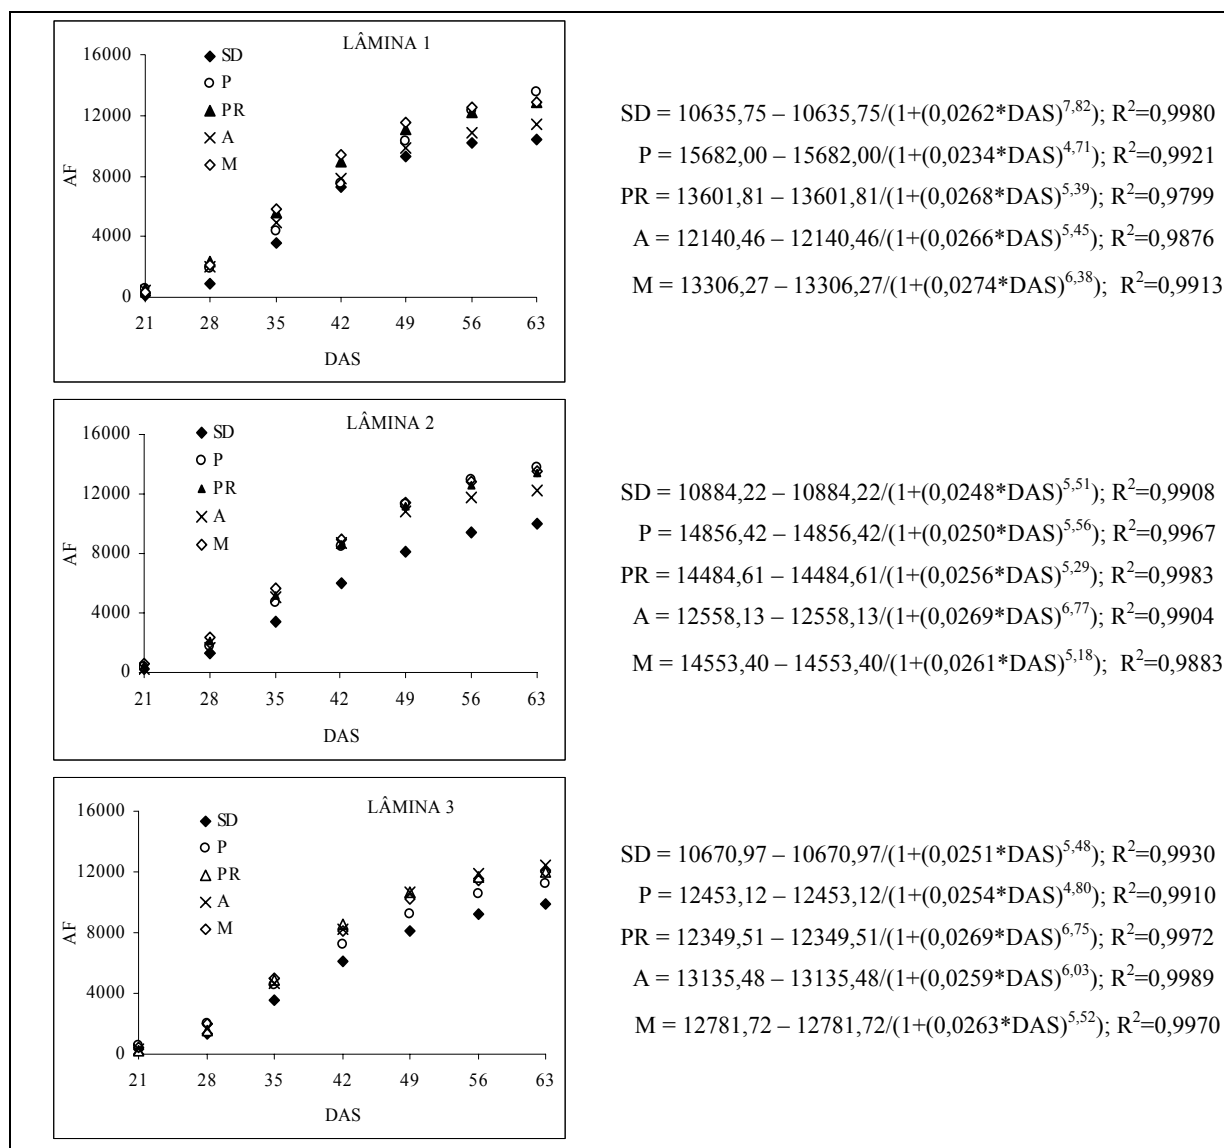 LÂMINA 1
16000
12000
8000
4000
0
AF
SD
P
PR
A
M
21 28 35 42 49 56 63
DAS
SD = 10635,75 – 10635,75/(1+(0,0262*DAS)^7,82); R²=0,9980
P = 15682,00 – 15682,00/(1+(0,0234*DAS)^4,71); R²=0,9921
PR = 13601,81 – 13601,81/(1+(0,0268*DAS)^5,39); R²=0,9799
A = 12140,46 – 12140,46/(1+(0,0266*DAS)^5,45); R²=0,9876
M = 13306,27 – 13306,27/(1+(0,0274*DAS)^6,38); R²=0,9913
LÂMINA 2
16000
12000
8000
4000
0
AF
SD
P
PR
A
M
21 28 35 42 49 56 63
DAS
SD = 10884,22 – 10884,22/(1+(0,0248*DAS)^5,51); R²=0,9908
P = 14856,42 – 14856,42/(1+(0,0250*DAS)^5,56); R²=0,9967
PR = 14484,61 – 14484,61/(1+(0,0256*DAS)^5,29); R²=0,9983
A = 12558,13 – 12558,13/(1+(0,0269*DAS)^6,77); R²=0,9904
M = 14553,40 – 14553,40/(1+(0,0261*DAS)^5,18); R²=0,9883
LÂMINA 3
16000
12000
8000
4000
0
AF
SD
P
PR
A
M
21 28 35 42 49 56 63
DAS
SD = 10670,97 – 10670,97/(1+(0,0251*DAS)^5,48); R²=0,9930
P = 12453,12 – 12453,12/(1+(0,0254*DAS)^4,80); R²=0,9910
PR = 12349,51 – 12349,51/(1+(0,0269*DAS)^6,75); R²=0,9972
A = 13135,48 – 13135,48/(1+(0,0259*DAS)^6,03); R²=0,9989
M = 12781,72 – 12781,72/(1+(0,0263*DAS)^5,52); R²=0,9970